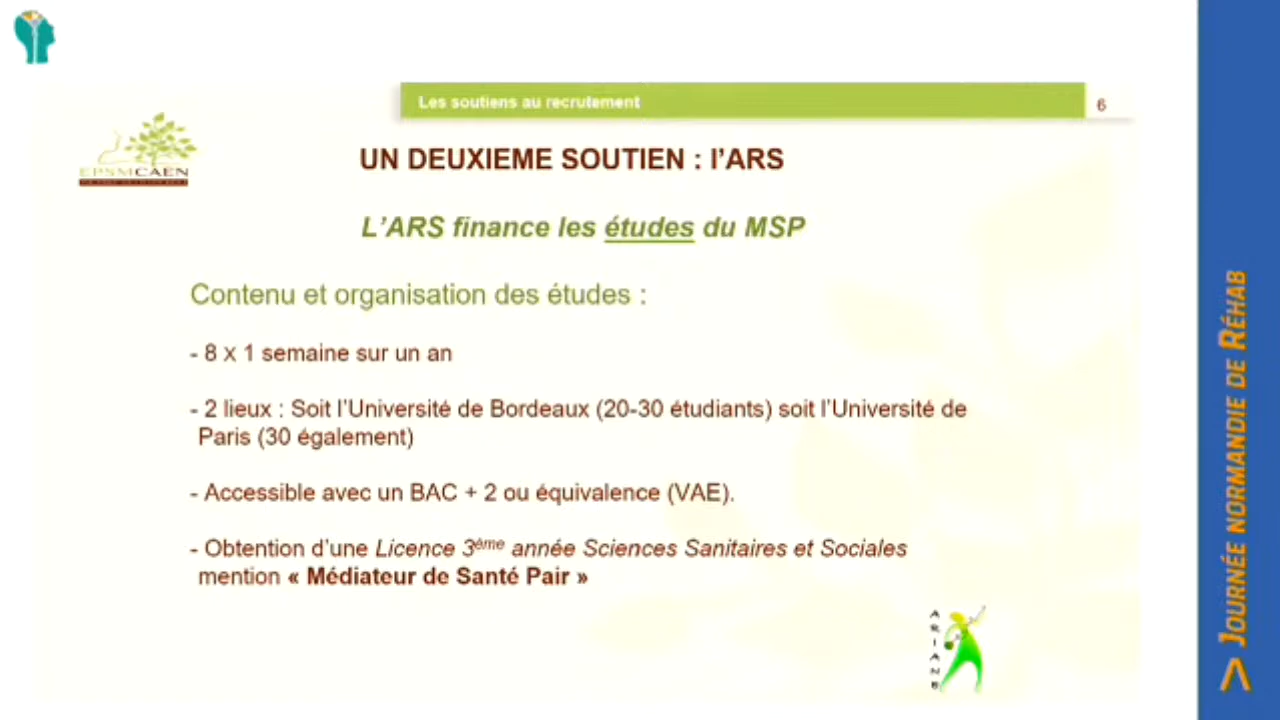 Les soutiens au recrutement
6
EPSMCAEN
UN DEUXIEME SOUTIEN : l'ARS
L'ARS finance les études du MSP
Contenu et organisation des études :
- 8 x 1 semaine sur un an
- 2 lieux : Soit l'Université de Bordeaux (20-30 étudiants) soit l'Université de
Paris (30 également)
- Accessible avec un BAC + 2 ou équivalence (VAE).
- Obtention d'une Licence 3ème année Sciences Sanitaires et Sociales
mention « Médiateur de Santé Pair »
ARIANE
> JOURNÉE NORMANDIE DE RÉHAB